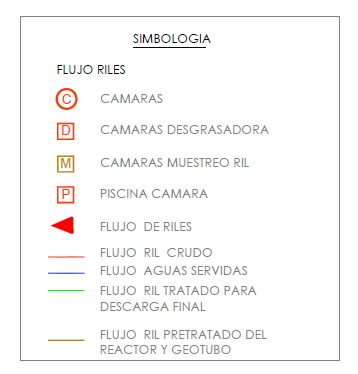 SIMBOLOGIA
FLUJO RILES
C CAMARAS
D CAMARAS DESGRASADORA
M CAMARAS MUESTREO RIL
P PISCINA CAMARA
FLUJO DE RILES
FLUJO RIL CRUDO
FLUJO AGUAS SERVIDAS
FLUJO RIL TRATADO PARA
DESCARGA FINAL
FLUJO RIL PRETRATADO DEL
REACTOR Y GEOTUBO